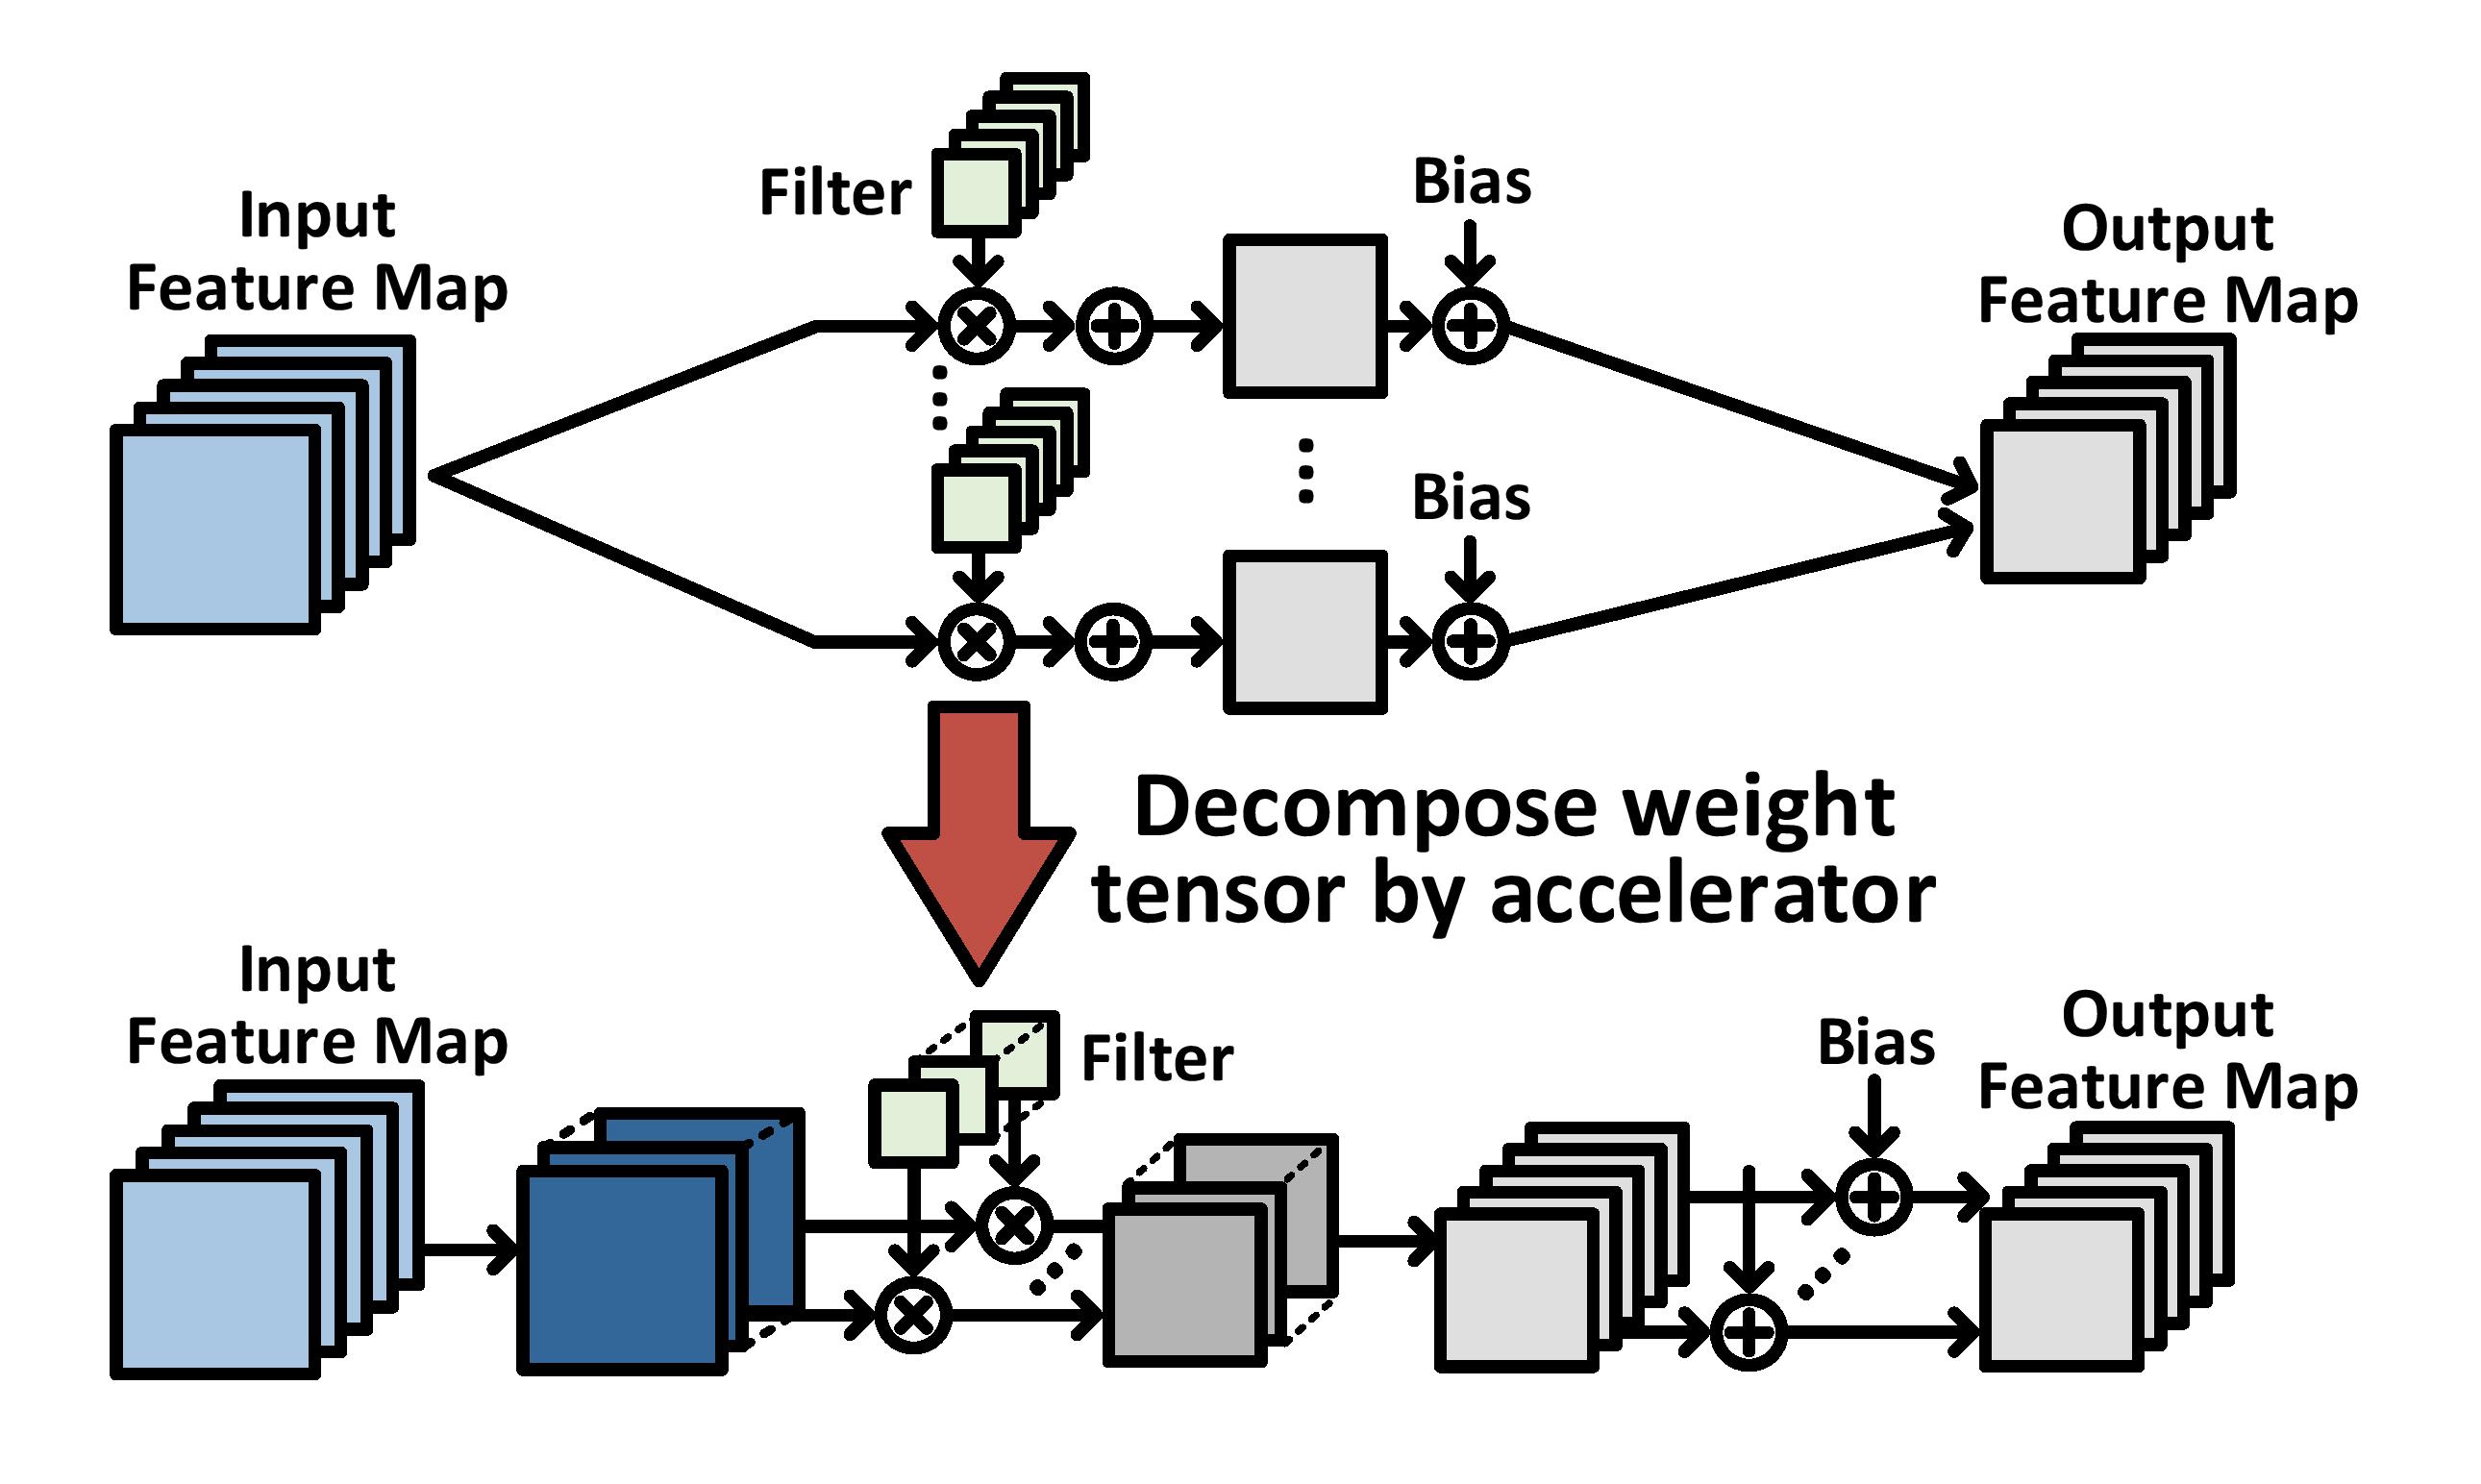 Filter
Bias
Input
Feature Map
Output
Feature Map
Bias
Decompose weight
tensor by accelerator
Input
Feature Map
Filter
Bias
Output
Feature Map